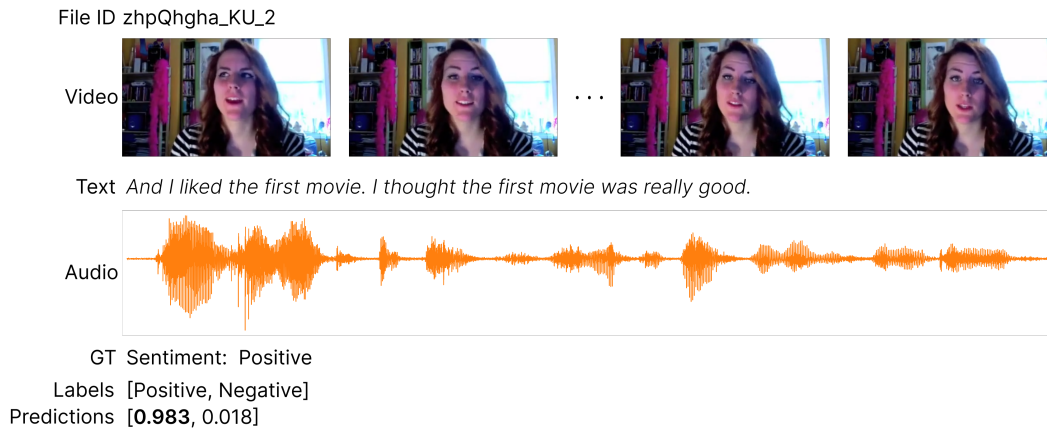 File ID zhpQhgha_KU_2
Video
. . .
Text And I liked the first movie. I thought the first movie was really good.
Audio
GT Sentiment: Positive
Labels [Positive, Negative]
Predictions [0.983, 0.018]